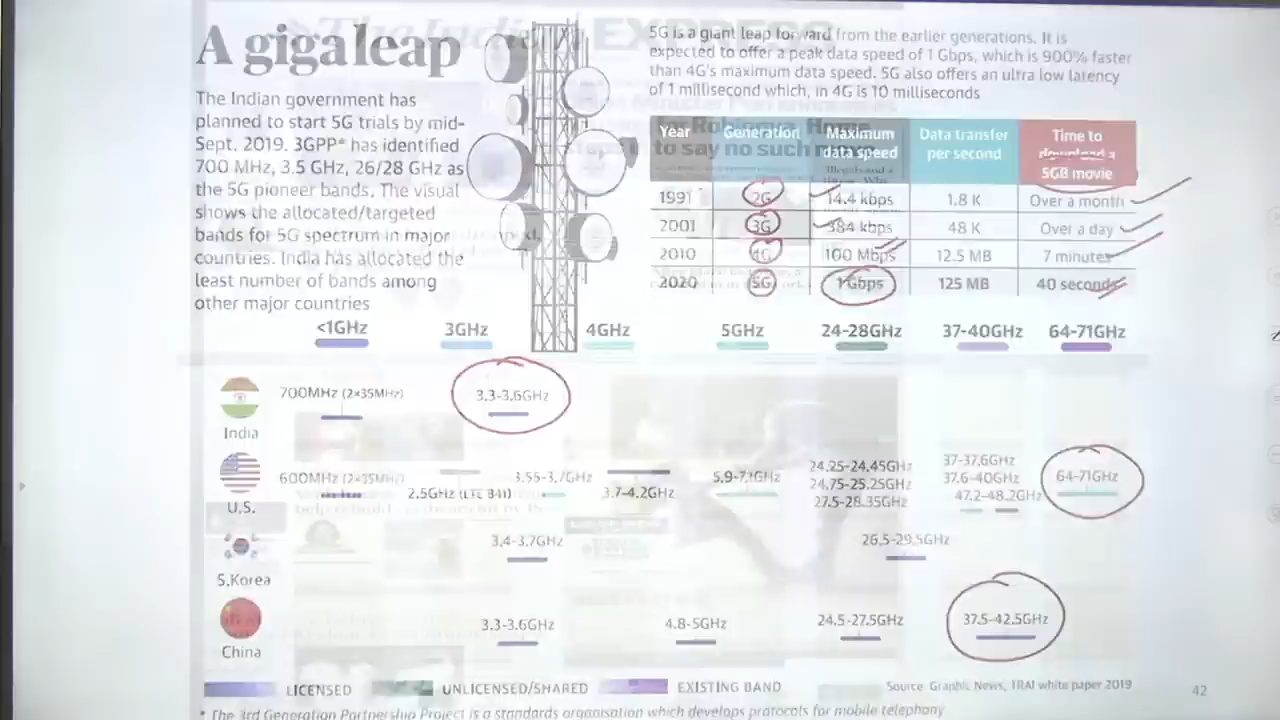 A giga leap
The Indian government has
planned to start 5G trials by mid-
Sept. 2019. 3GPP* has identified
700 MHz, 3.5 GHz, 26/28 GHz as
the 5G pioneer bands. The visual
shows the allocated/targeted
bands for 5G spectrum in major
countries. India has allocated the
least number of bands among
other major countries
5G is a giant leap forward from the earlier generations. It is
expected to offer a peak data speed of 1 Gbps, which is 900% faster
than 4G's maximum data speed. 5G also offers an ultra low latency
of 1 millisecond which, in 4G is 10 milliseconds
Year Generation Maximum data speed Data transfer per second Time to download a 5GB movie
1991 2G 14.4 kbps 1.8 K Over a month
2001 3G 384 kbps 48 K Over a day
2010 4G 100 Mbps 12.5 MB 7 minutes
2020 5G 1 Gbps 125 MB 40 seconds
<1GHz 3GHz 4GHz 5GHz 24-28GHz 37-40GHz 64-71GHz
700MHz (2×35MHz) 3.3-3.6GHz
India
24.25-24.45GHz 37-37.6GHz
600MHz (2×35MHz) 3.55-3.7GHz 5.9-7.1GHz 24.75-25.25GHz 37.6-40GHz 64-71GHz
2.5GHz (LTE B41) 3.7-4.2GHz 27.5-28.35GHz 47.2-48.2GHz
U.S.
3.4-3.7GHz 26.5-29.5GHz
S.Korea
3.3-3.6GHz 4.8-5GHz 24.5-27.5GHz 37.5-42.5GHz
China
LICENSED UNLICENSED/SHARED EXISTING BAND
Source: Graphic News, TRAI white paper 2019
42
* The 3rd Generation Partnership Project is a standards organisation which develops protocols for mobile telephony
The Indian EXPRESS
for Rohingya, Home
to say no such move